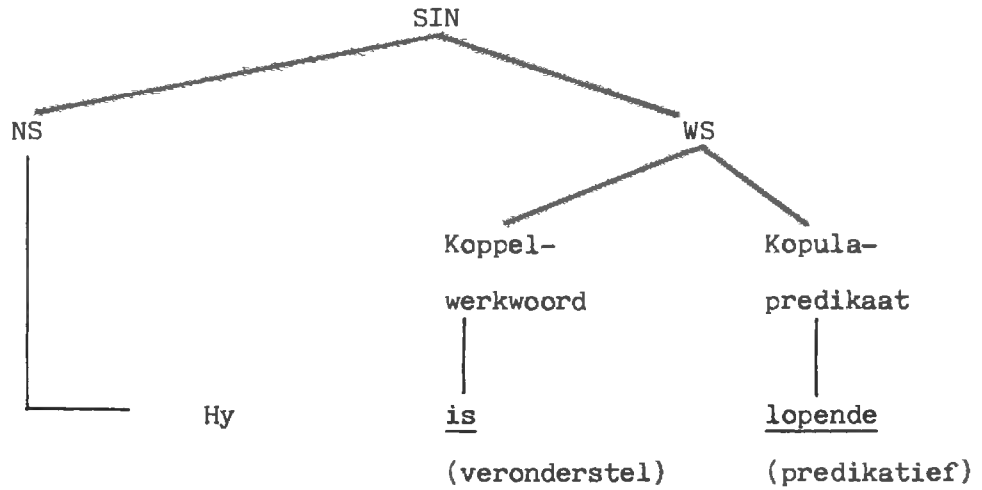 SIN
NS WS
Koppel- Kopula-
werkwoord predikaat
Hy is lopende
(veronderstel) (predikatief)